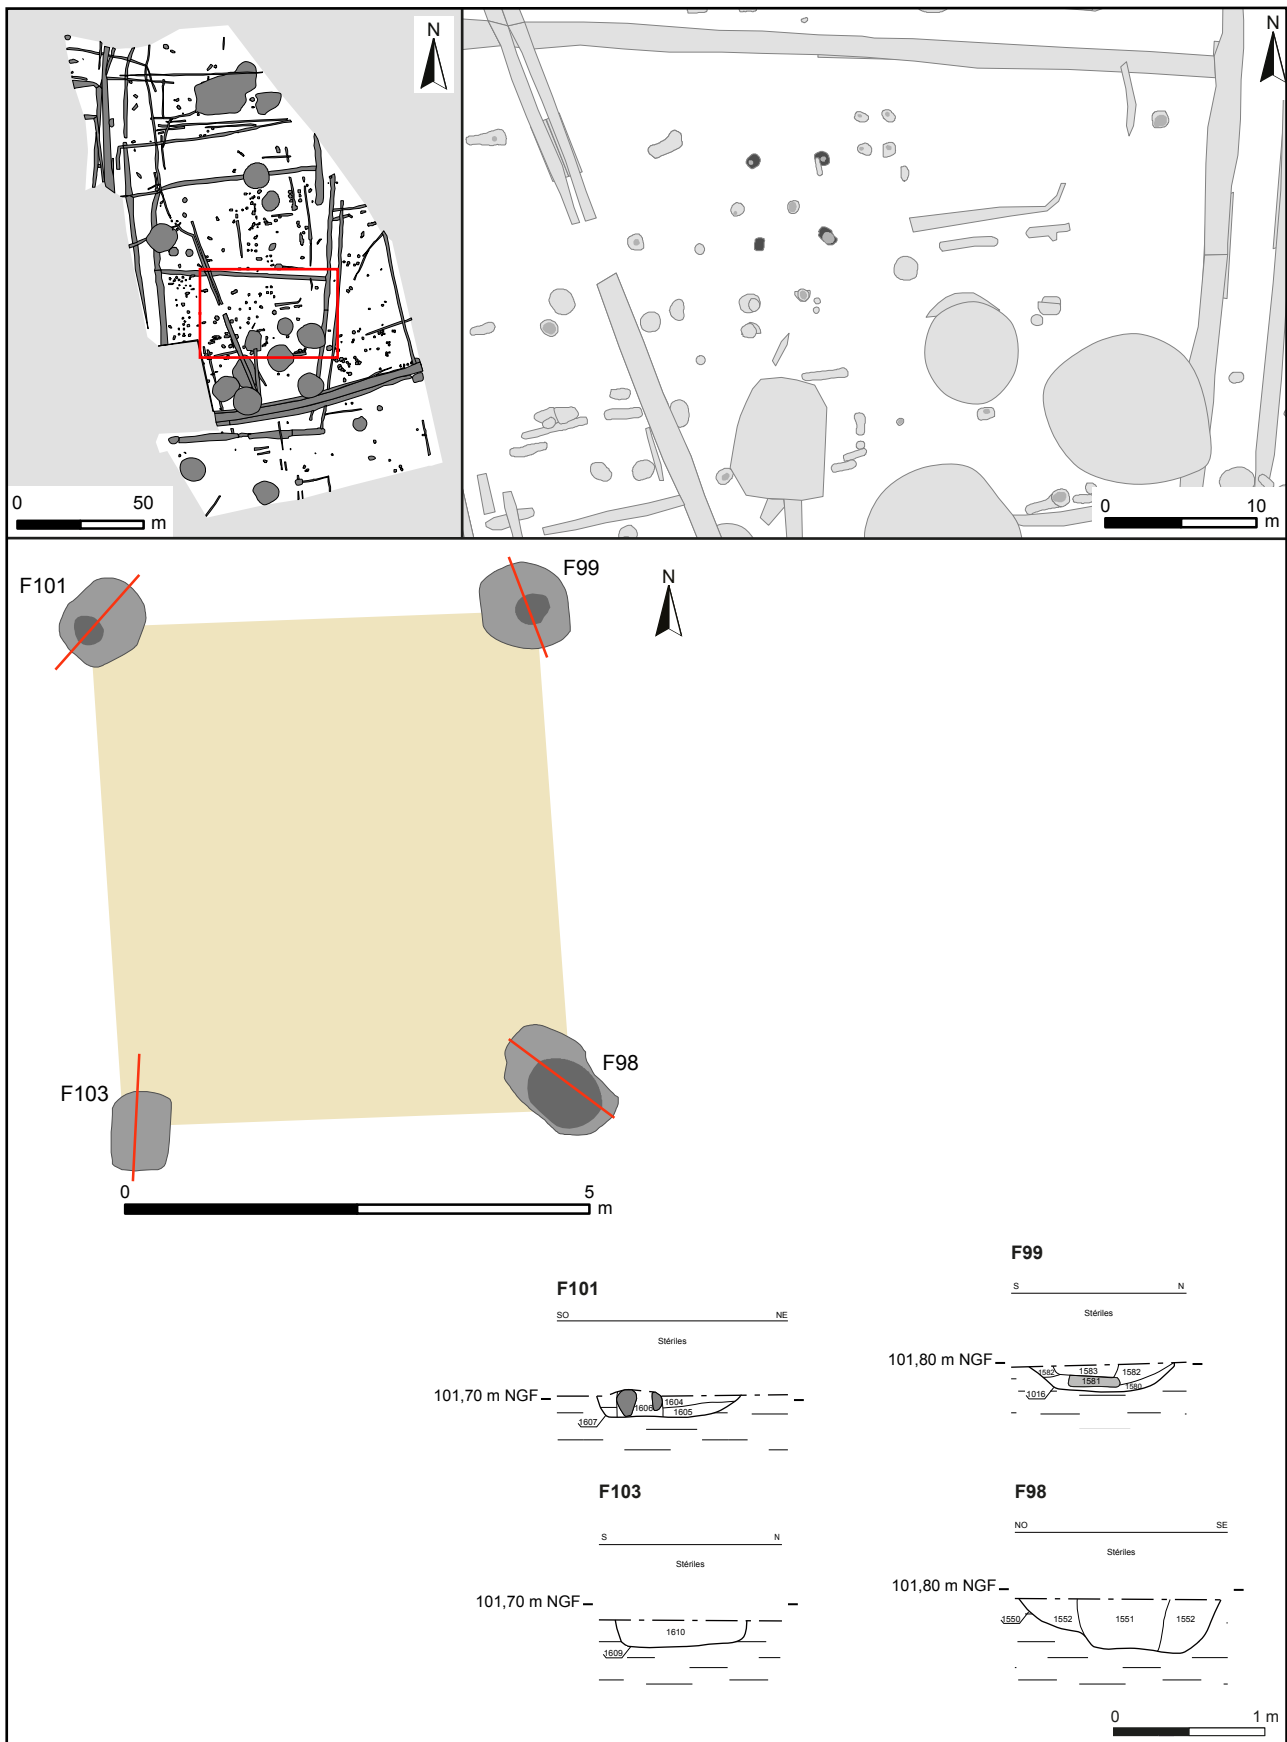 N
0 50
m
N
0 10
m
F101
F99
N
F103
F98
0 5
m
F101
SO NE
Stériles
101,70 m NGF
1604
1606
1605
1607
F99
S N
Stériles
101,80 m NGF
1582 1583 1582
1581
1580
1016
F103
S N
Stériles
101,70 m NGF
1610
1609
F98
NO SE
Stériles
101,80 m NGF
1550 1552 1551 1552
0 1 m